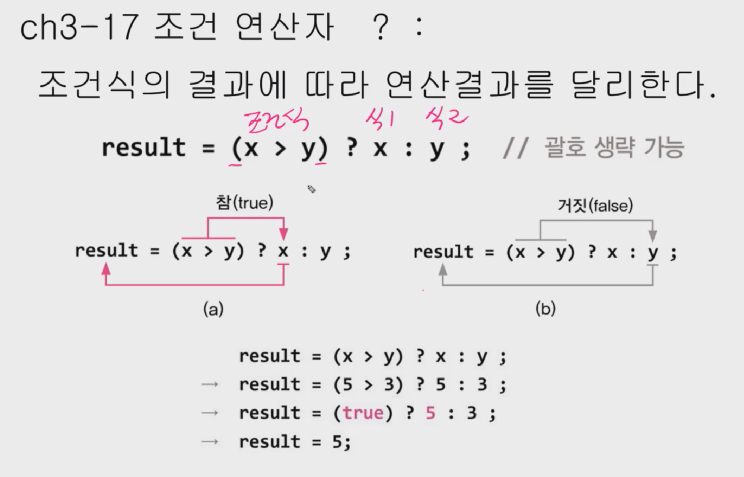 ch3-17 조건 연산자 ? :
조건식의 결과에 따라 연산결과를 달리한다.
조건식 식1 식2
result = (x > y) ? x : y ; // 괄호 생략 가능
참(true)
result = (x > y) ? x : y ;
(a)
거짓(false)
result = (x > y) ? x : y ;
(b)
result = (x > y) ? x : y ;
→ result = (5 > 3) ? 5 : 3 ;
→ result = (true) ? 5 : 3 ;
→ result = 5;